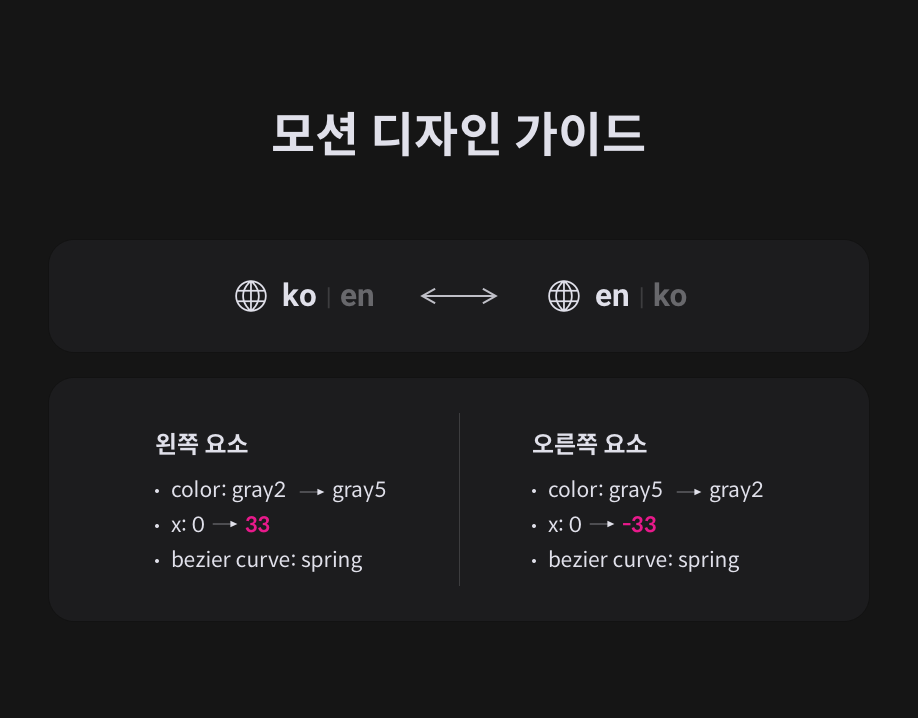 모션 디자인 가이드
ko | en ↔ en | ko
왼쪽 요소
• color: gray2 → gray5
• x: 0 → 33
• bezier curve: spring
오른쪽 요소
• color: gray5 → gray2
• x: 0 → -33
• bezier curve: spring